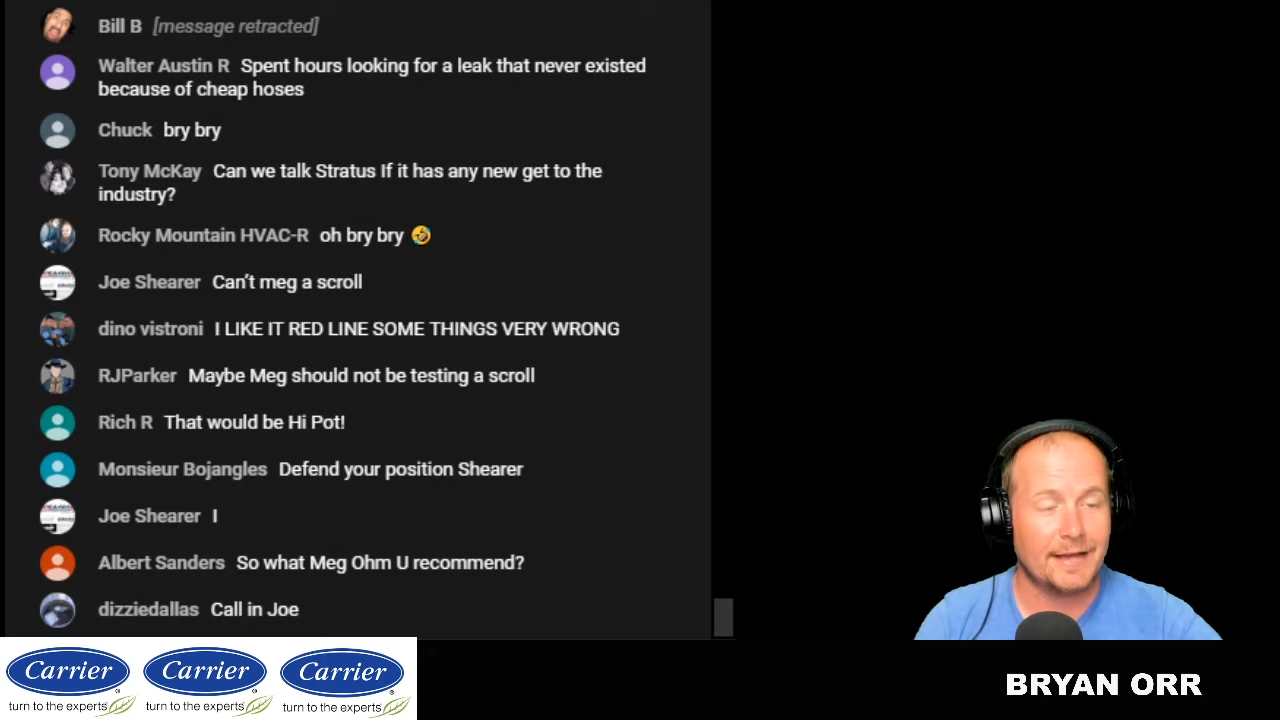 Bill B [message retracted]
Walter Austin R Spent hours looking for a leak that never existed
because of cheap hoses
Chuck bry bry
Tony McKay Can we talk Stratus If it has any new get to the
industry?
Rocky Mountain HVAC-R oh bry bry 🤣
Joe Shearer Can't meg a scroll
dino vistroni I LIKE IT RED LINE SOME THINGS VERY WRONG
RJParker Maybe Meg should not be testing a scroll
Rich R That would be Hi Pot!
Monsieur Bojangles Defend your position Shearer
Joe Shearer I
Albert Sanders So what Meg Ohm U recommend?
dizziedallas Call in Joe
Carrier Carrier Carrier
turn to the experts turn to the experts turn to the experts
BRYAN ORR